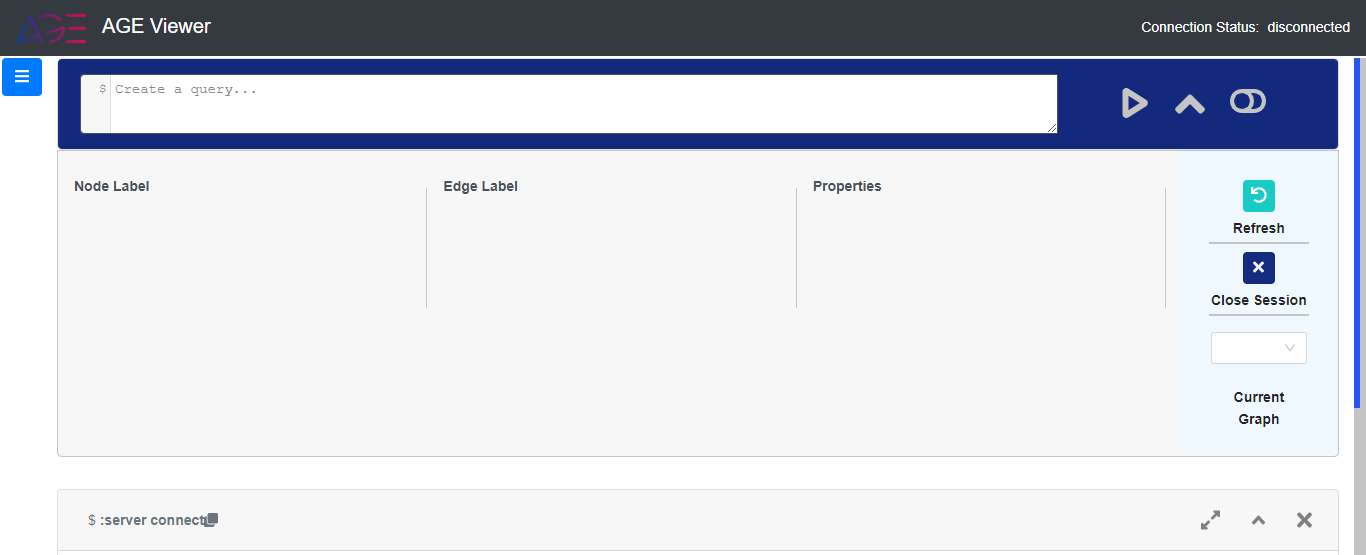 AGE AGE Viewer
Connection Status: disconnected
$ Create a query...
Node Label
Edge Label
Properties
Refresh
Close Session
Current
Graph
$ :server connect